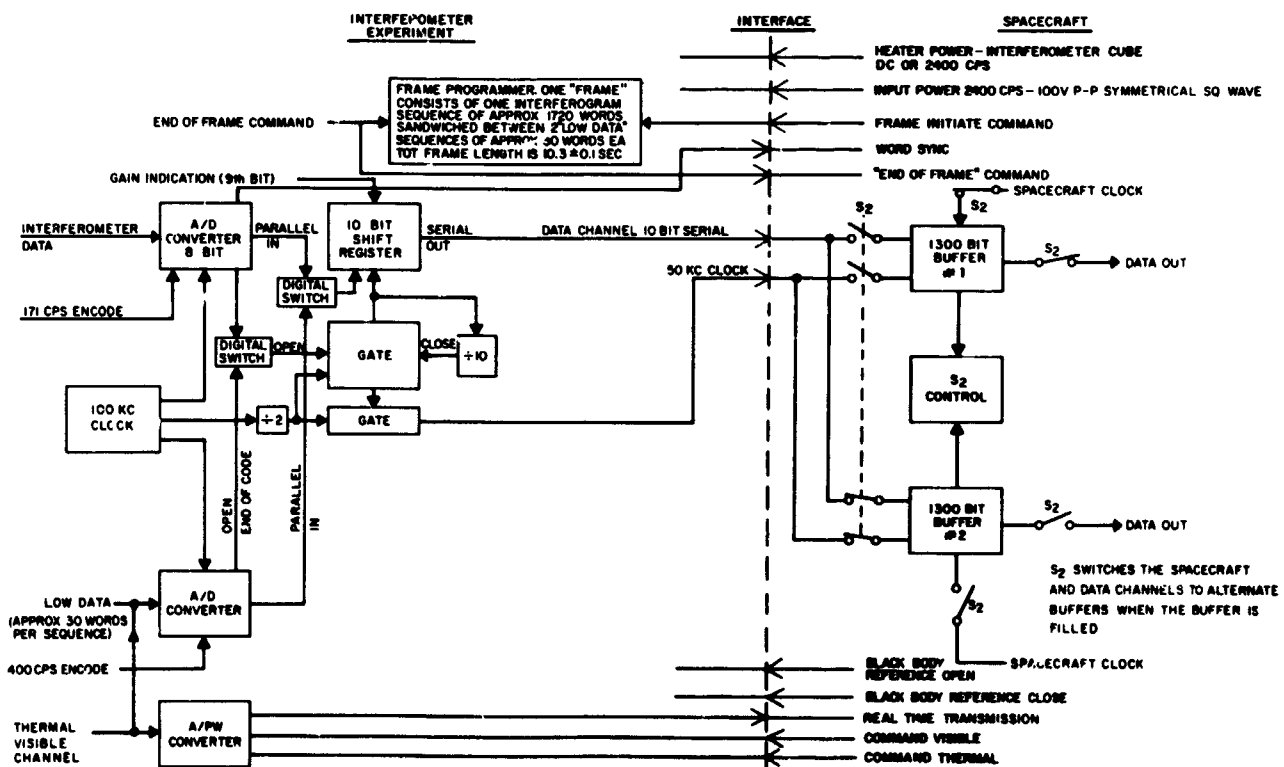 INTERFEROMETER
EXPERIMENT
INTERFACE
SPACECRAFT
HEATER POWER-INTERFEROMETER CUBE
DC OR 2400 CPS
INPUT POWER 2400 CPS-100V P-P SYMMETRICAL SQ WAVE
FRAME PROGRAMMER. ONE "FRAME"
CONSISTS OF ONE INTERFEROGRAM
SEQUENCE OF APPROX 1720 WORDS
SANDWICHED BETWEEN 2"LOW DATA"
SEQUENCES OF APPROX 30 WORDS EA
TOT FRAME LENGTH IS 10.3±0.1 SEC
END OF FRAME COMMAND
FRAME INITIATE COMMAND
WORD SYNC
"END OF FRAME" COMMAND
GAIN INDICATION (9th BIT)
SPACECRAFT CLOCK
S2
INTERFEROMETER
DATA
A/D
CONVERTER
8 BIT
PARALLEL
IN
10 BIT
SHIFT
REGISTER
SERIAL
OUT
DATA CHANNEL 10 BIT SERIAL
S2
1300 BIT
BUFFER
#1
S2
DATA OUT
50 KC CLOCK
DIGITAL
SWITCH
171 CPS ENCODE
DIGITAL
SWITCH
OPEN
GATE
CLOSE
÷10
S2
CONTROL
100 KC
CLOCK
÷2
GATE
OPEN
END OF CODE
PARALLEL
IN
1300 BIT
BUFFER
#2
S2
DATA OUT
S2 SWITCHES THE SPACECRAFT
AND DATA CHANNELS TO ALTERNATE
BUFFERS WHEN THE BUFFER IS
FILLED
S2
SPACECRAFT CLOCK
LOW DATA
(APPROX 30 WORDS
PER SEQUENCE)
A/D
CONVERTER
400CPS ENCODE
BLACK BODY
REFERENCE OPEN
BLACK BODY REFERENCE CLOSE
REAL TIME TRANSMISSION
COMMAND VISIBLE
COMMAND THERMAL
THERMAL
VISIBLE
CHANNEL
A/PW
CONVERTER